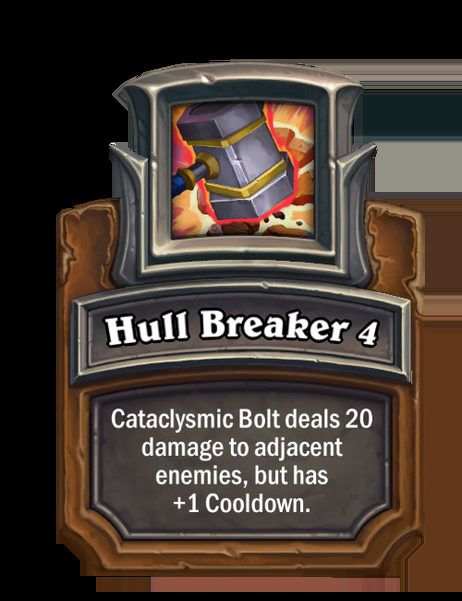 Hull Breaker 4
Cataclysmic Bolt deals 20
damage to adjacent
enemies, but has
+1 Cooldown.